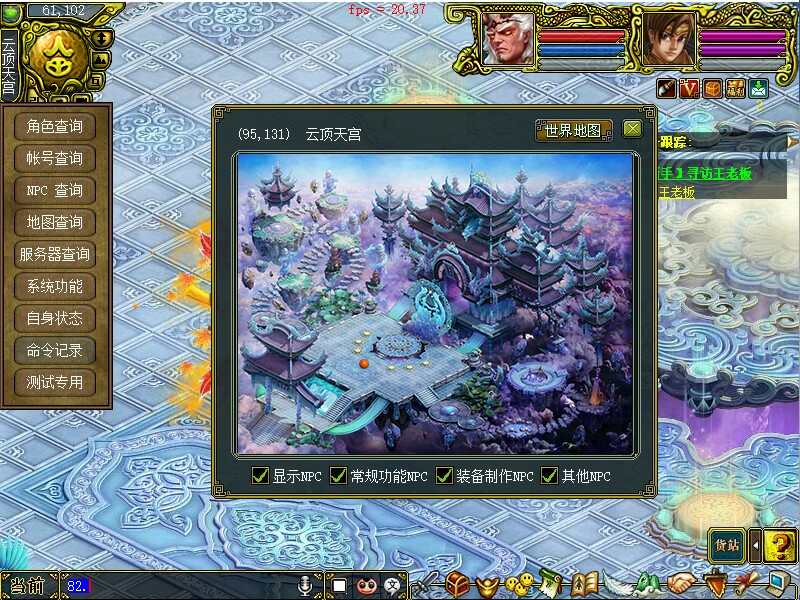 61,102
fps = 20,37
云顶天宫
角色查询
帐号查询
NPC 查询
地图查询
服务器查询
系统功能
自身状态
命令记录
测试专用
(95,131) 云顶天宫
世界地图
显示NPC
常规功能NPC
装备制作NPC
其他NPC
V
福利
跟踪:
手】寻访王老板
王老板
货站
?
当前
82.
文